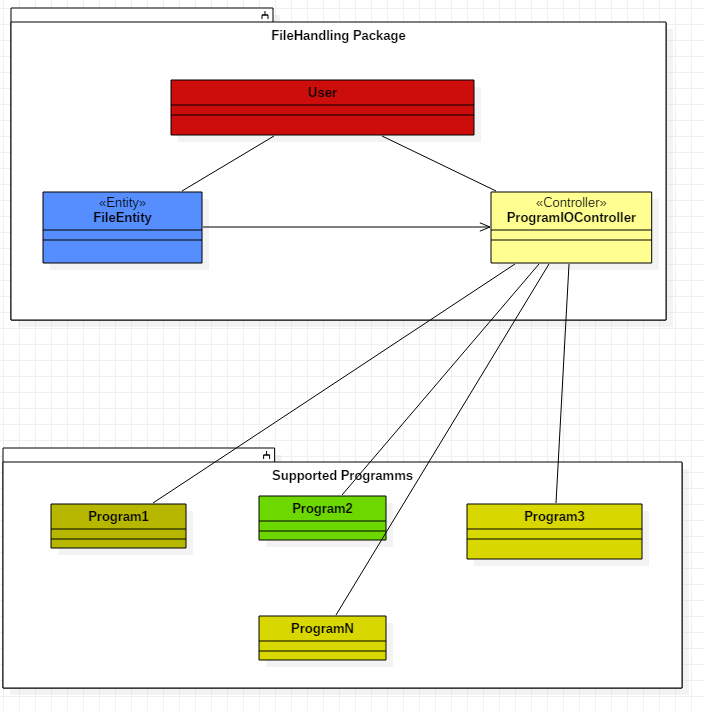 FileHandling Package
User
«Entity»
FileEntity
«Controller»
ProgramIOController
Supported Programms
Program1
Program2
Program3
ProgramN